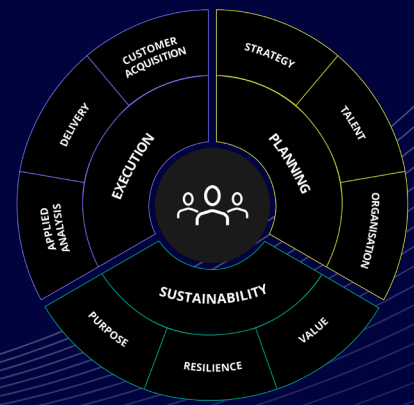 CUSTOMER
ACQUISITION
STRATEGY
DELIVERY
TALENT
EXECUTION
PLANNING
APPLIED
ANALYSIS
ORGANISATION
SUSTAINABILITY
PURPOSE
RESILIENCE
VALUE